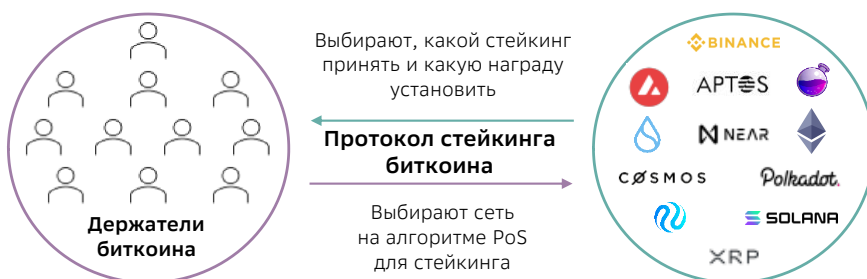 Выбирают, какой стейкинг
принять и какую награду
установить
Протокол стейкинга
биткоина
Выбирают сеть
на алгоритме PoS
для стейкинга
Держатели
биткоина
BINANCE
APTOS
NEAR
COSMOS
Polkadot.
SOLANA
XRP